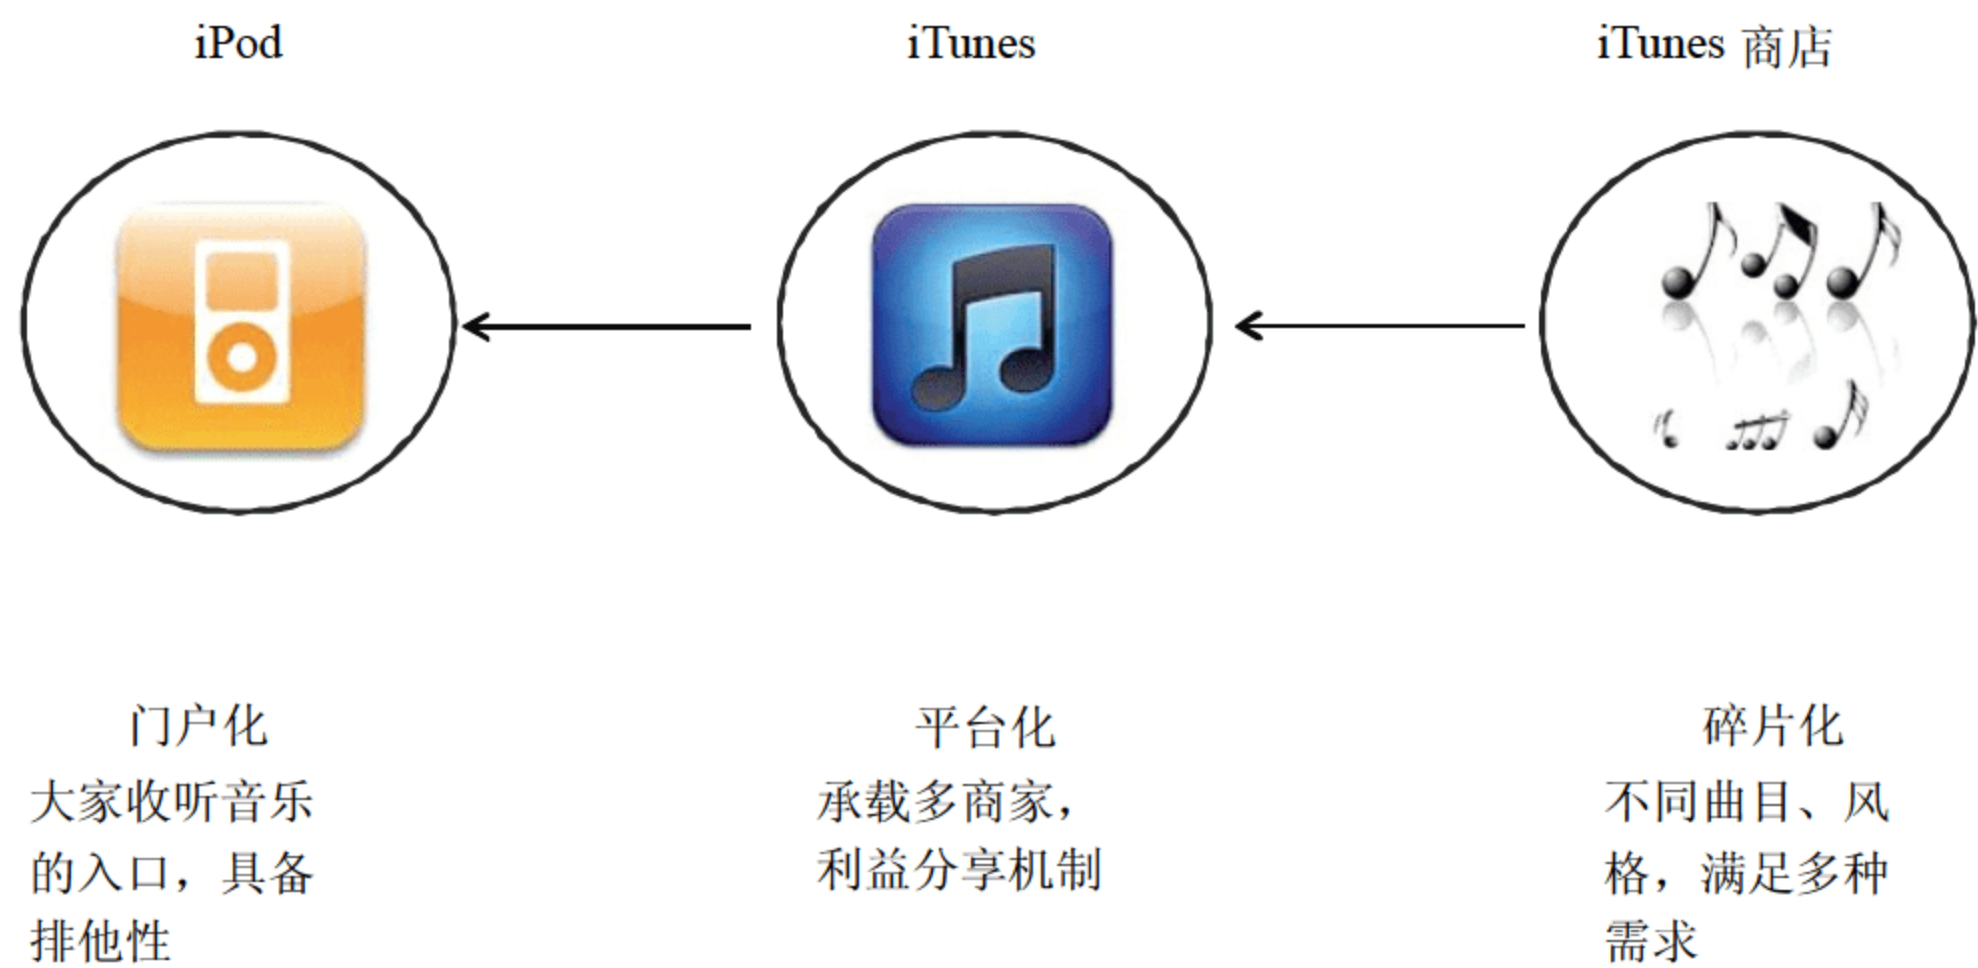 iPod
iTunes
iTunes 商店
门户化
大家收听音乐
的入口，具备
排他性
平台化
承载多商家，
利益分享机制
碎片化
不同曲目、风
格，满足多种
需求